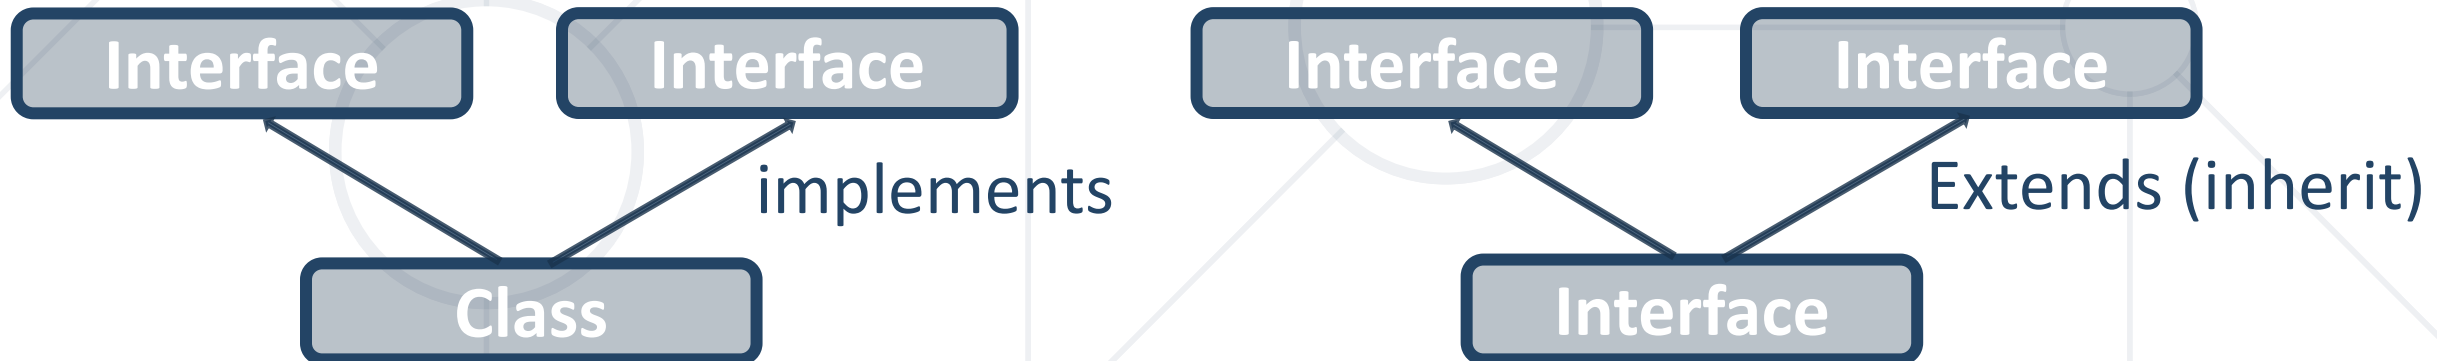 Interface Interface Interface Interface
implements Extends (inherit)
Class Interface